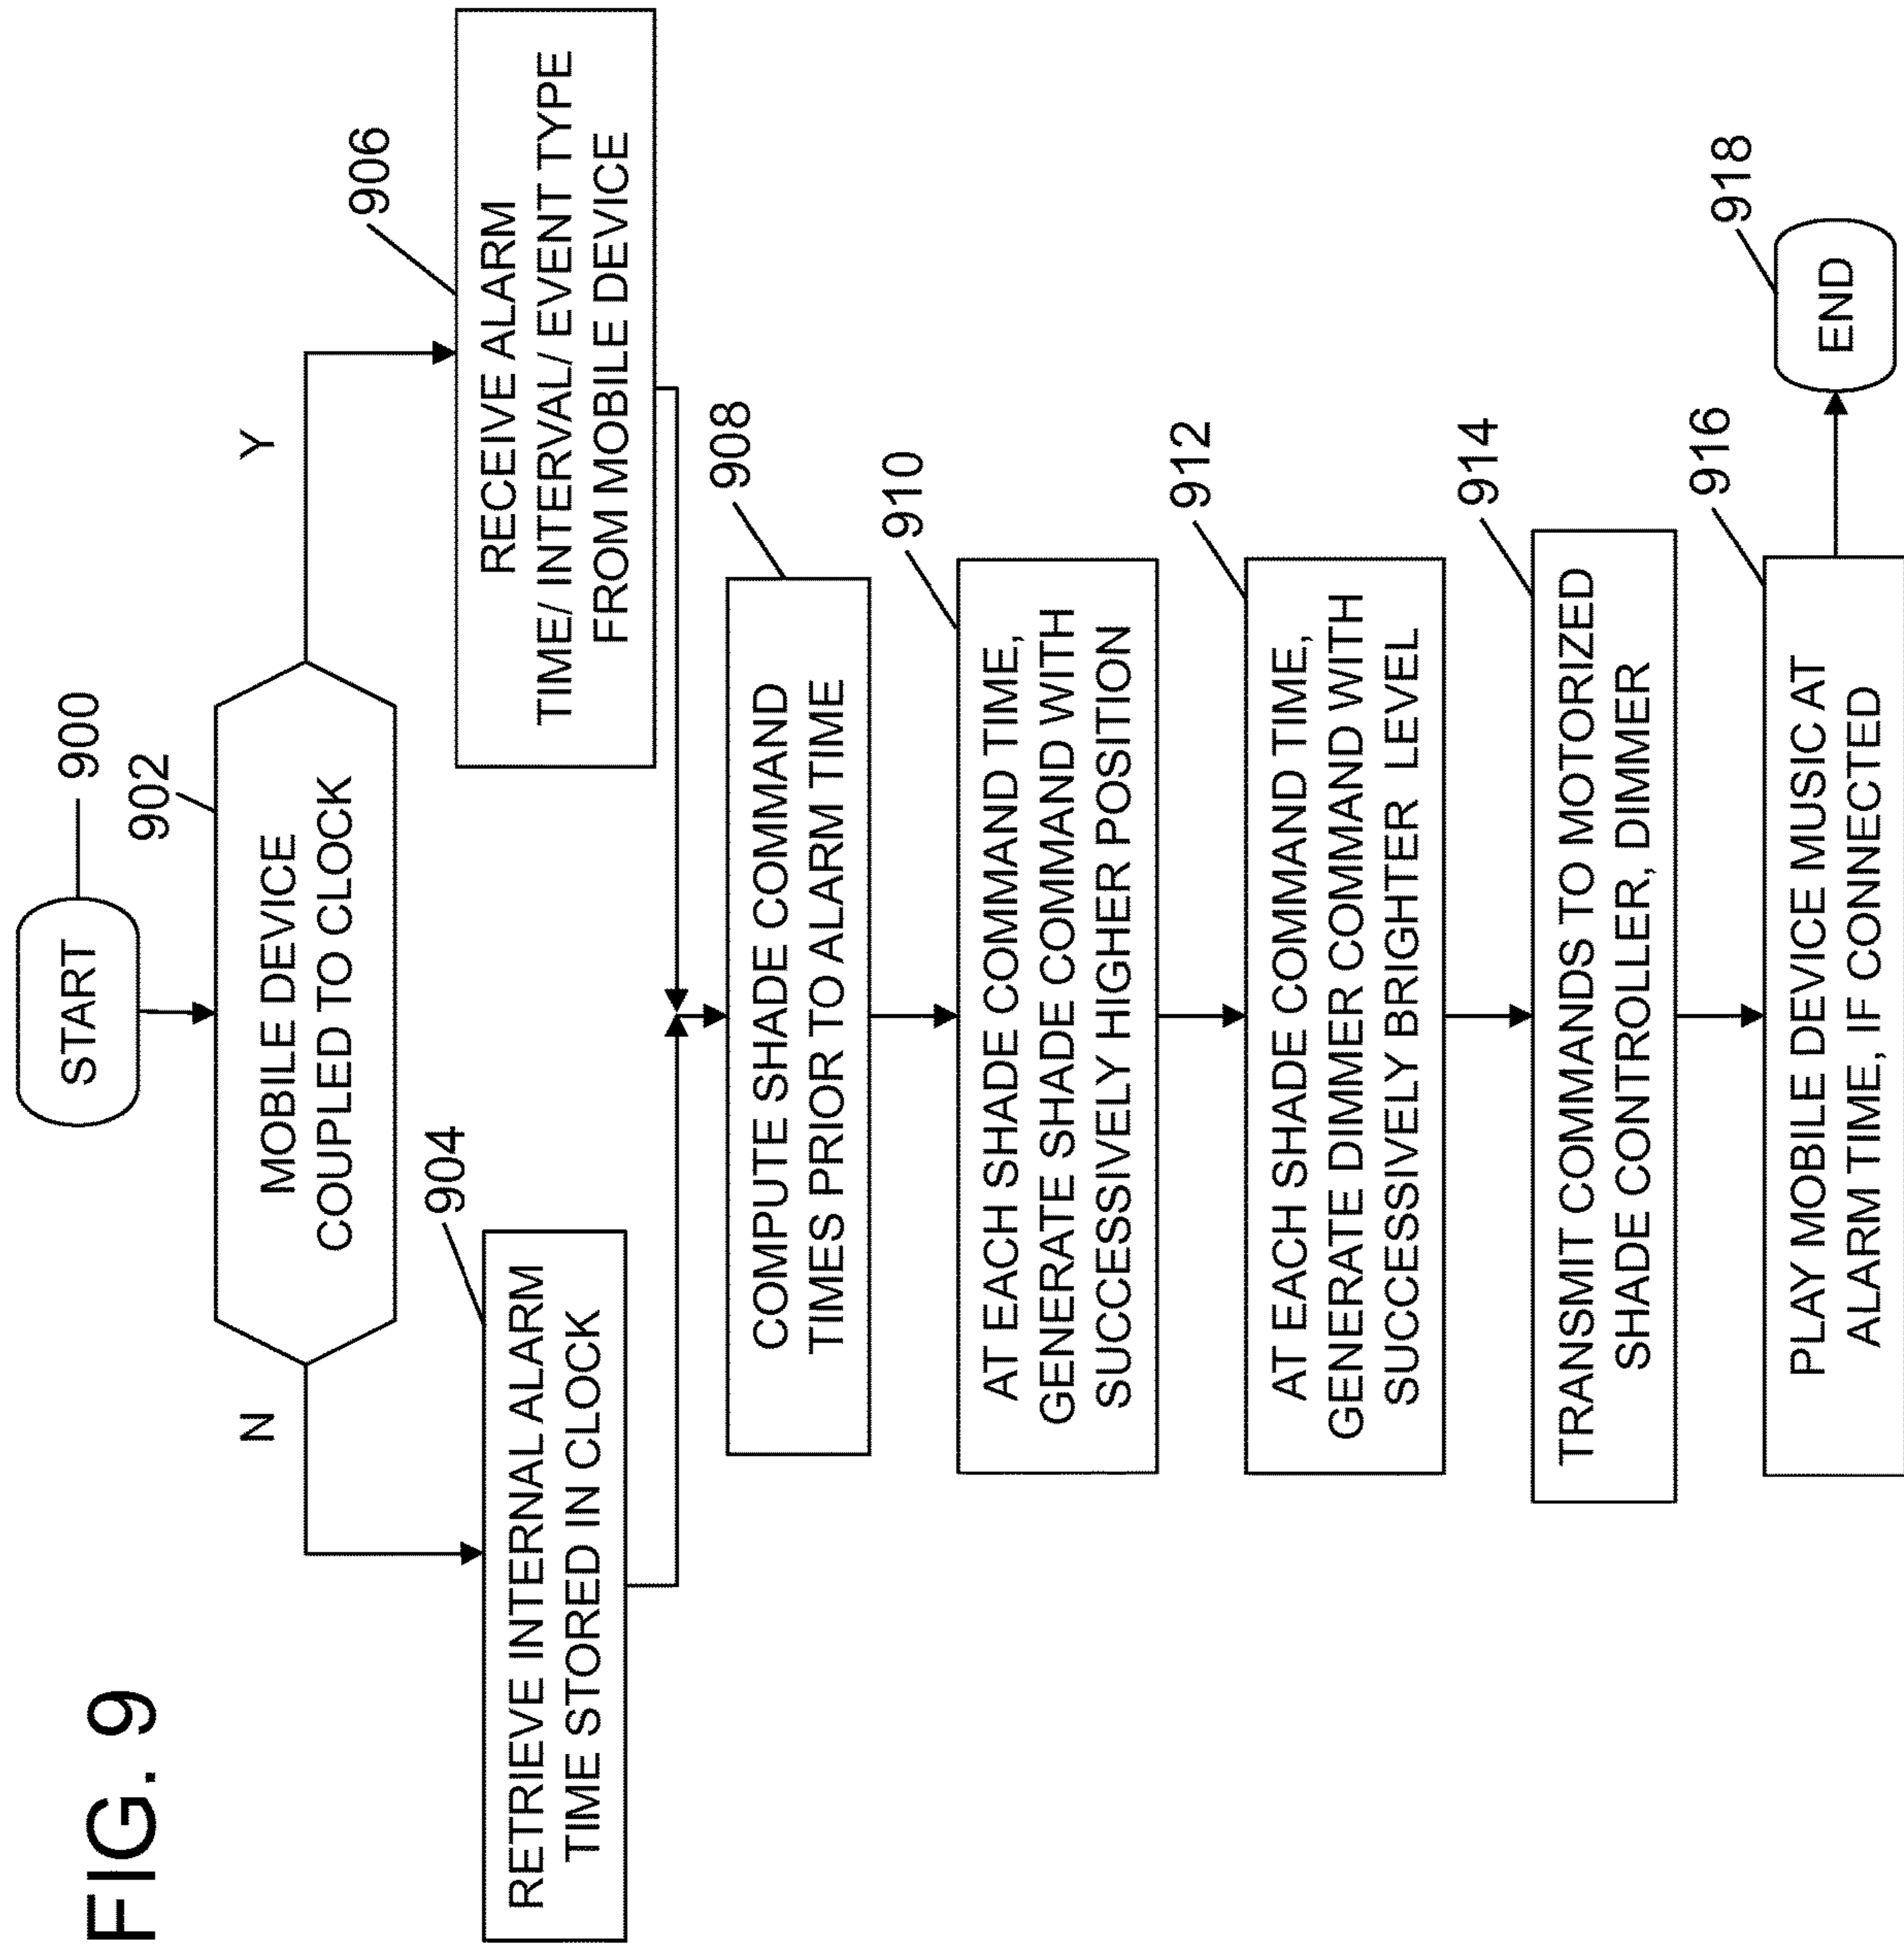 FIG. 9
START
900
902
MOBILE DEVICE
COUPLED TO CLOCK
N
Y
904
RETRIEVE INTERNAL ALARM
TIME STORED IN CLOCK
906
RECEIVE ALARM
TIME/ INTERVAL/ EVENT TYPE
FROM MOBILE DEVICE
908
COMPUTE SHADE COMMAND
TIMES PRIOR TO ALARM TIME
910
AT EACH SHADE COMMAND TIME,
GENERATE SHADE COMMAND WITH
SUCCESSIVELY HIGHER POSITION
912
AT EACH SHADE COMMAND TIME,
GENERATE DIMMER COMMAND WITH
SUCCESSIVELY BRIGHTER LEVEL
914
TRANSMIT COMMANDS TO MOTORIZED
SHADE CONTROLLER, DIMMER
916
PLAY MOBILE DEVICE MUSIC AT
ALARM TIME, IF CONNECTED
918
END